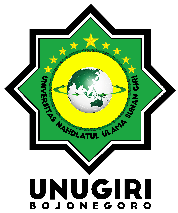 UNIVERSITAS NAHDLATUL ULAMA SUNAN GIRI
UNUGIRI
BOJONEGORO